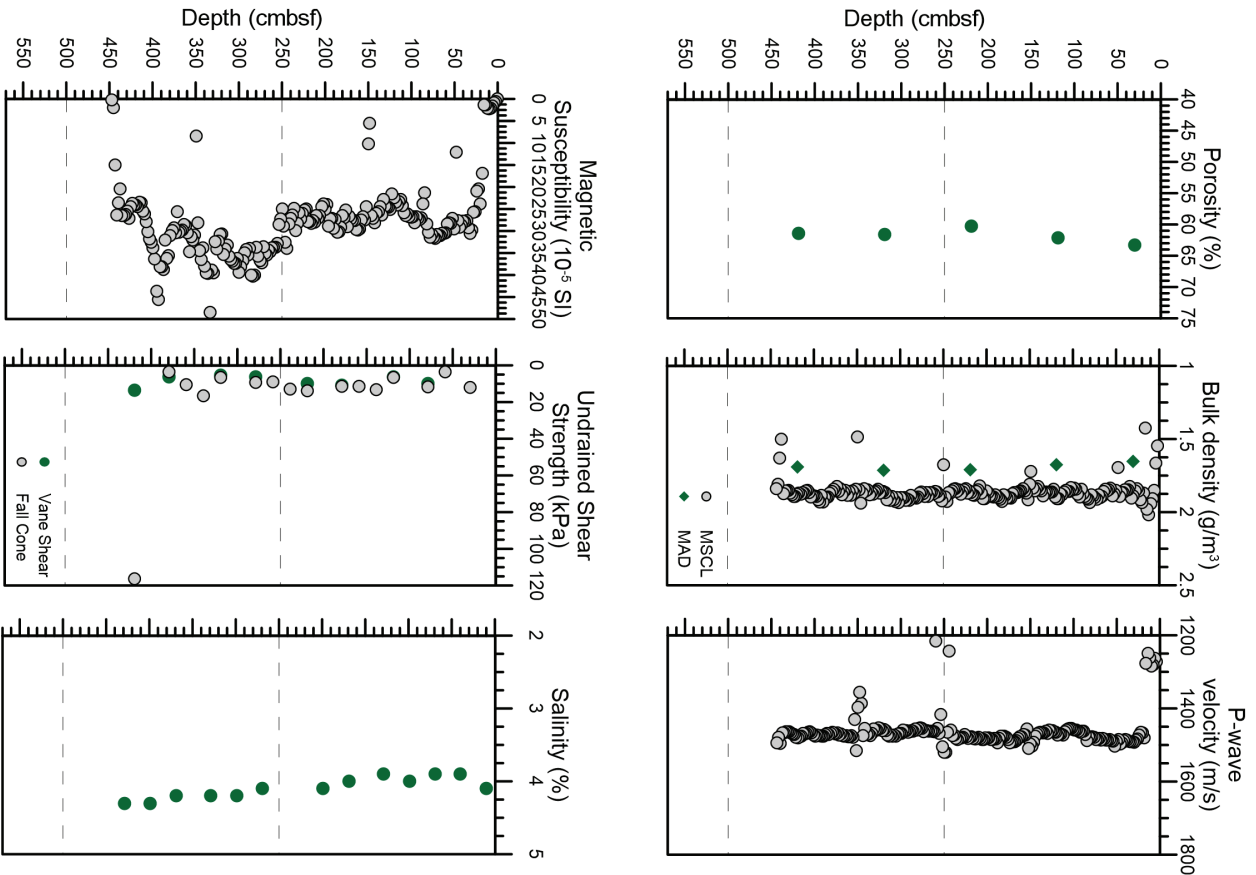 Depth (cmbsf)
550 500 450 400 350 300 250 200 150 100 50 0
0 5 10 15 20 25 30 35 40 45 50
Magnetic
Susceptibility (10⁻⁵ SI)
0 20 40 60 80 100 120
Undrained Shear
Strength (kPa)
Vane Shear
Fall Cone
2 3 4 5
Salinity (%)
Depth (cmbsf)
550 500 450 400 350 300 250 200 150 100 50 0
40 45 50 55 60 65 70 75
Porosity (%)
1 1.5 2 2.5
Bulk density (g/m³)
MSCL
MAD
1200 1400 1600 1800
P-wave
velocity (m/s)